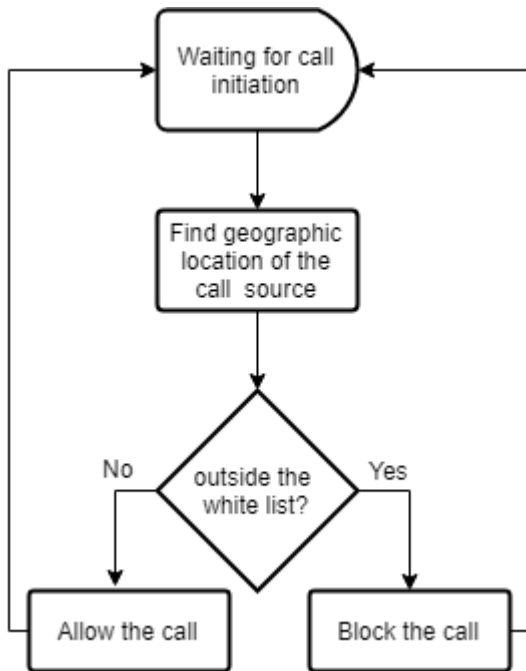 Waiting for call
initiation
Find geographic
location of the
call source
outside the
white list?
No
Yes
Allow the call
Block the call